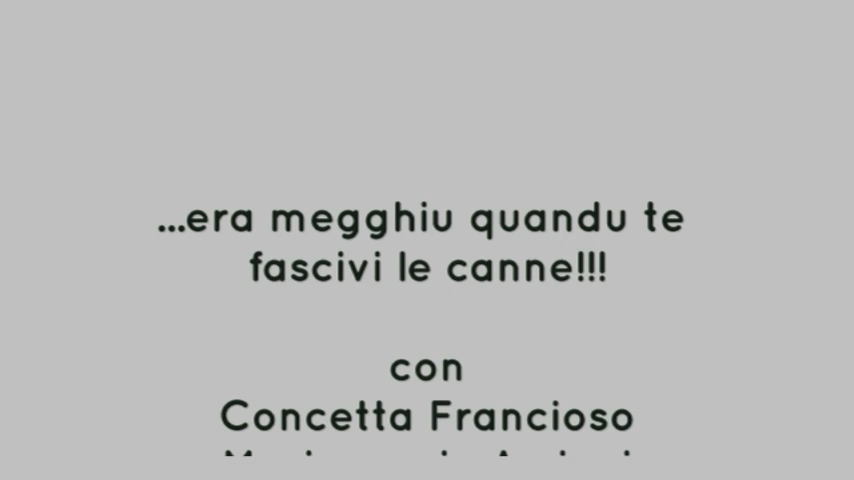 ...era megghiu quandu te
fascivi le canne!!!
con
Concetta Francioso